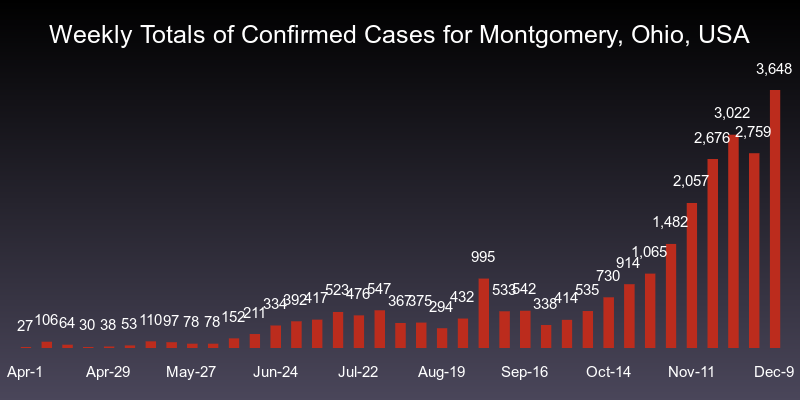 Weekly Totals of Confirmed Cases for Montgomery, Ohio, USA
27 106 64 30 38 53 110 97 78 78 152 211 334 392 417 523 476 547 367 375 294 432 995 533 542 338 414 535 730 914 1,065 1,482 2,057 2,676 3,022 2,759 3,648
Apr-1 Apr-29 May-27 Jun-24 Jul-22 Aug-19 Sep-16 Oct-14 Nov-11 Dec-9